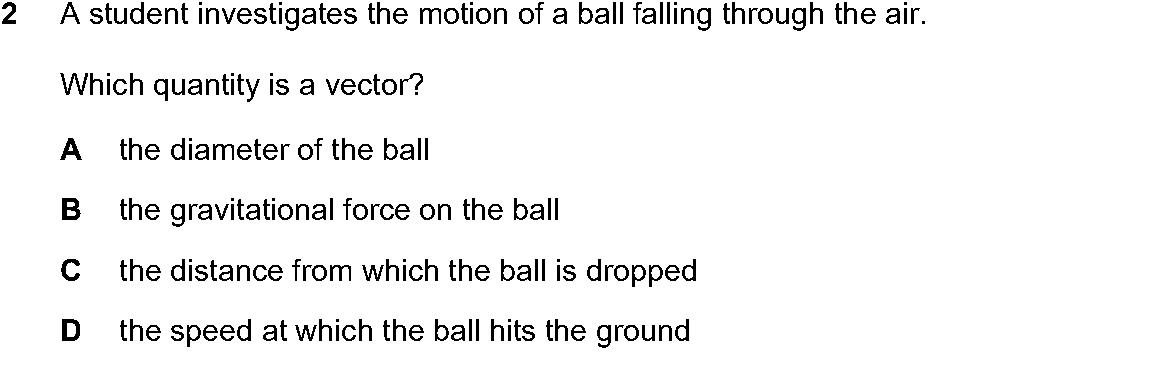 2 A student investigates the motion of a ball falling through the air.
Which quantity is a vector?
A the diameter of the ball
B the gravitational force on the ball
C the distance from which the ball is dropped
D the speed at which the ball hits the ground